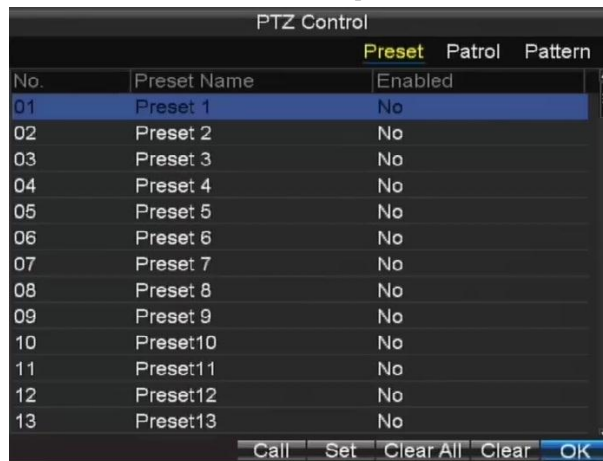 PTZ Control
Preset Patrol Pattern
No. Preset Name Enabled
01 Preset 1 No
02 Preset 2 No
03 Preset 3 No
04 Preset 4 No
05 Preset 5 No
06 Preset 6 No
07 Preset 7 No
08 Preset 8 No
09 Preset 9 No
10 Preset10 No
11 Preset11 No
12 Preset12 No
13 Preset13 No
Call Set Clear All Clear OK